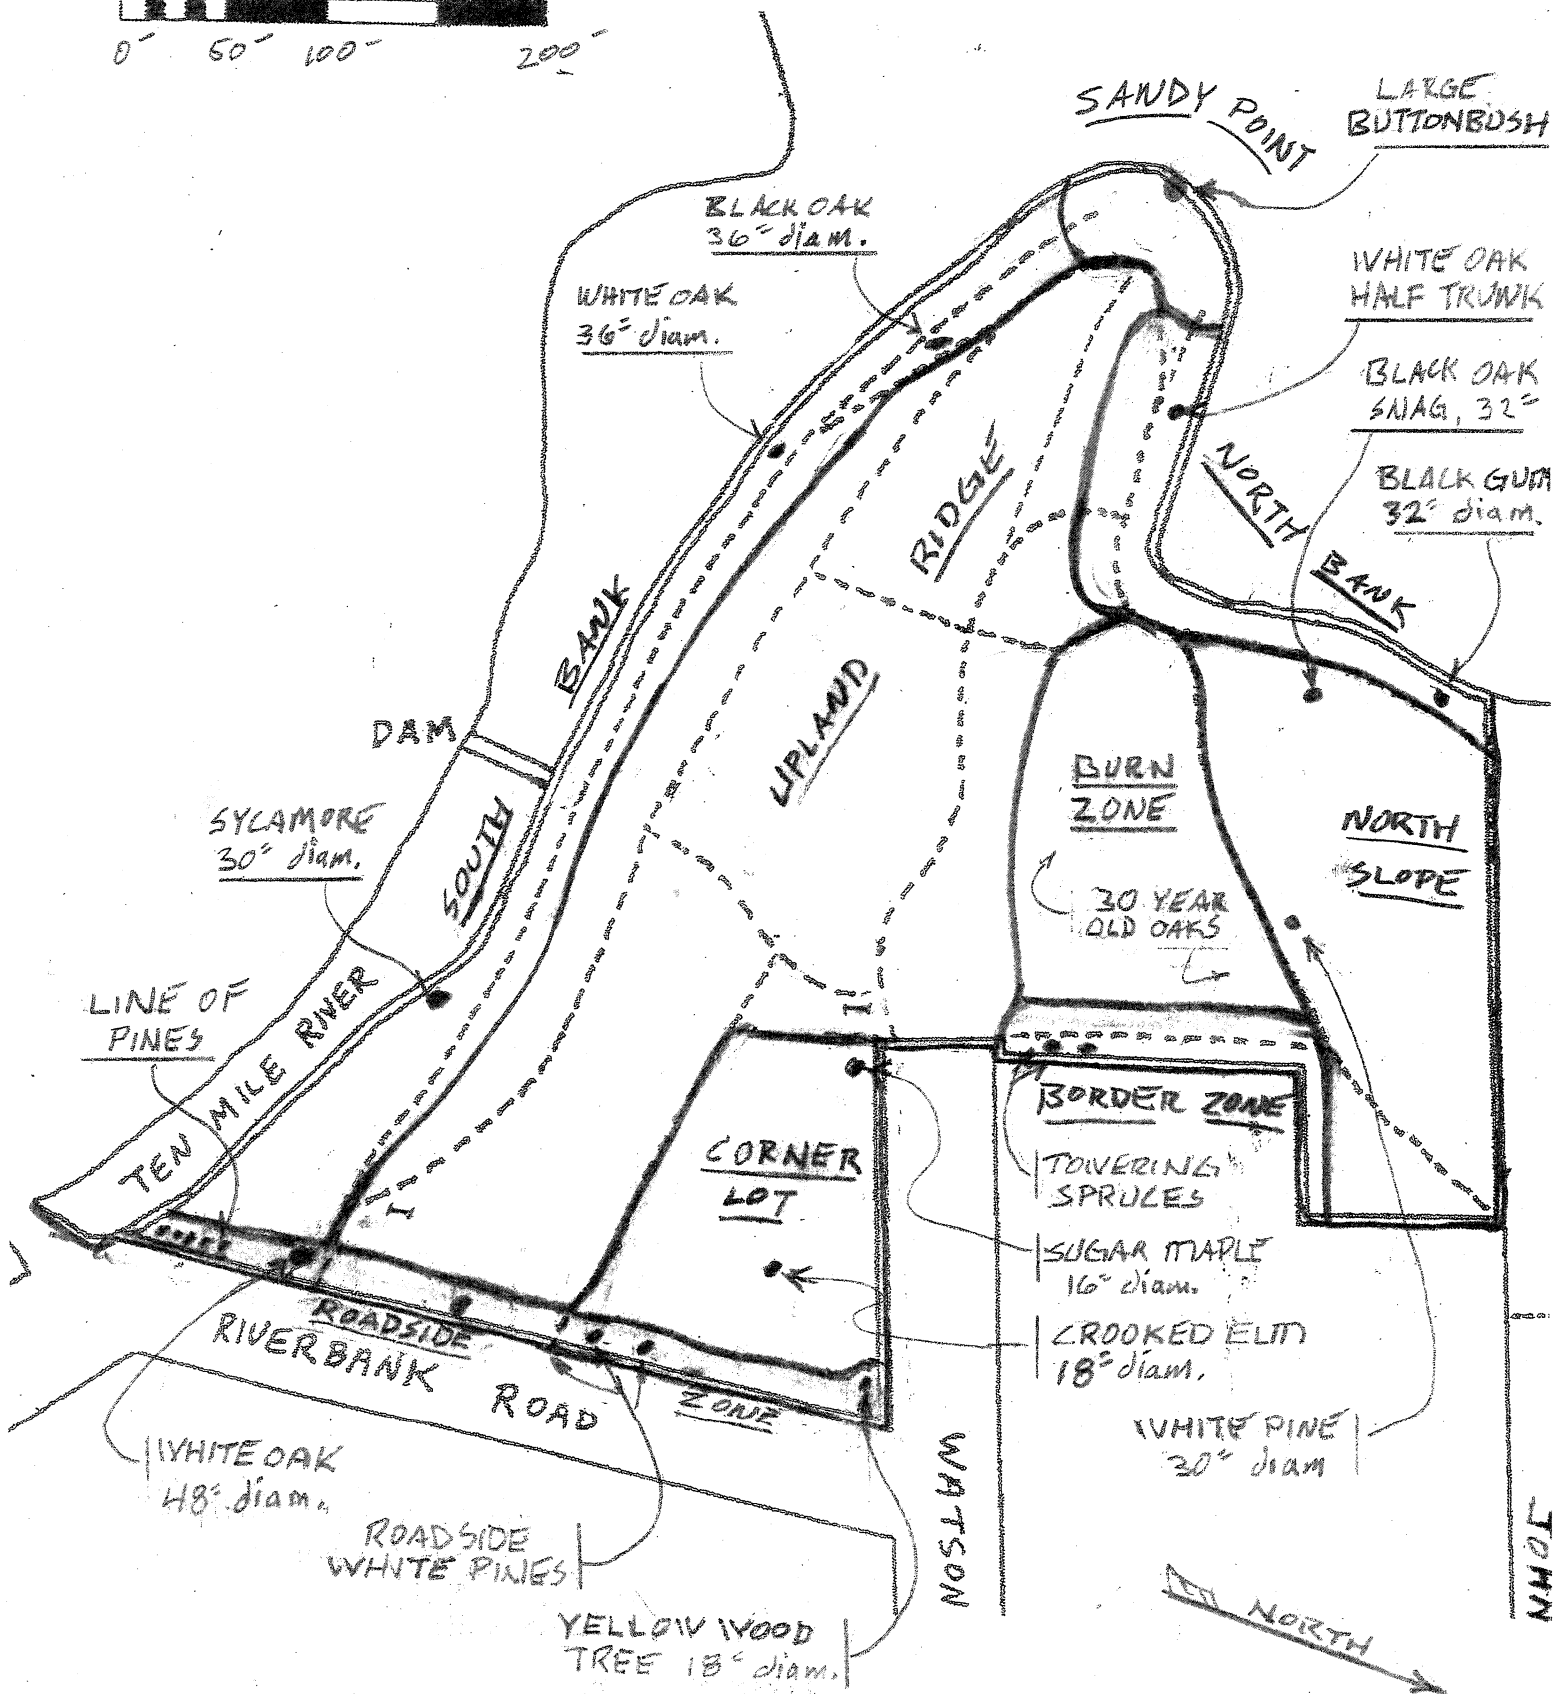 0' 50' 100' 200'
SANDY POINT
LARGE
BUTTONBUSH
BLACK OAK
36" diam.
WHITE OAK
36" diam.
WHITE OAK
HALF TRUNK
BLACK OAK
SNAG, 32"
BLACK GUM
32" diam.
NORTH BANK
RIDGE
SOUTH BANK
DAM
UPLAND
BURN
ZONE
NORTH
SLOPE
SYCAMORE
30" diam.
30 YEAR
OLD OAKS
LINE OF
PINES
TEN MILE RIVER
I
I
BORDER ZONE
CORNER
LOT
TOWERING
SPRUCES
SUGAR MAPLE
16" diam.
CROOKED ELM
18" diam.
WHITE PINE
30" diam
ROADSIDE ZONE
RIVERBANK ROAD
WHITE OAK
48" diam.
ROADSIDE
WHITE PINES
YELLOW WOOD
TREE 18" diam.
WATSON
JOHN
NORTH